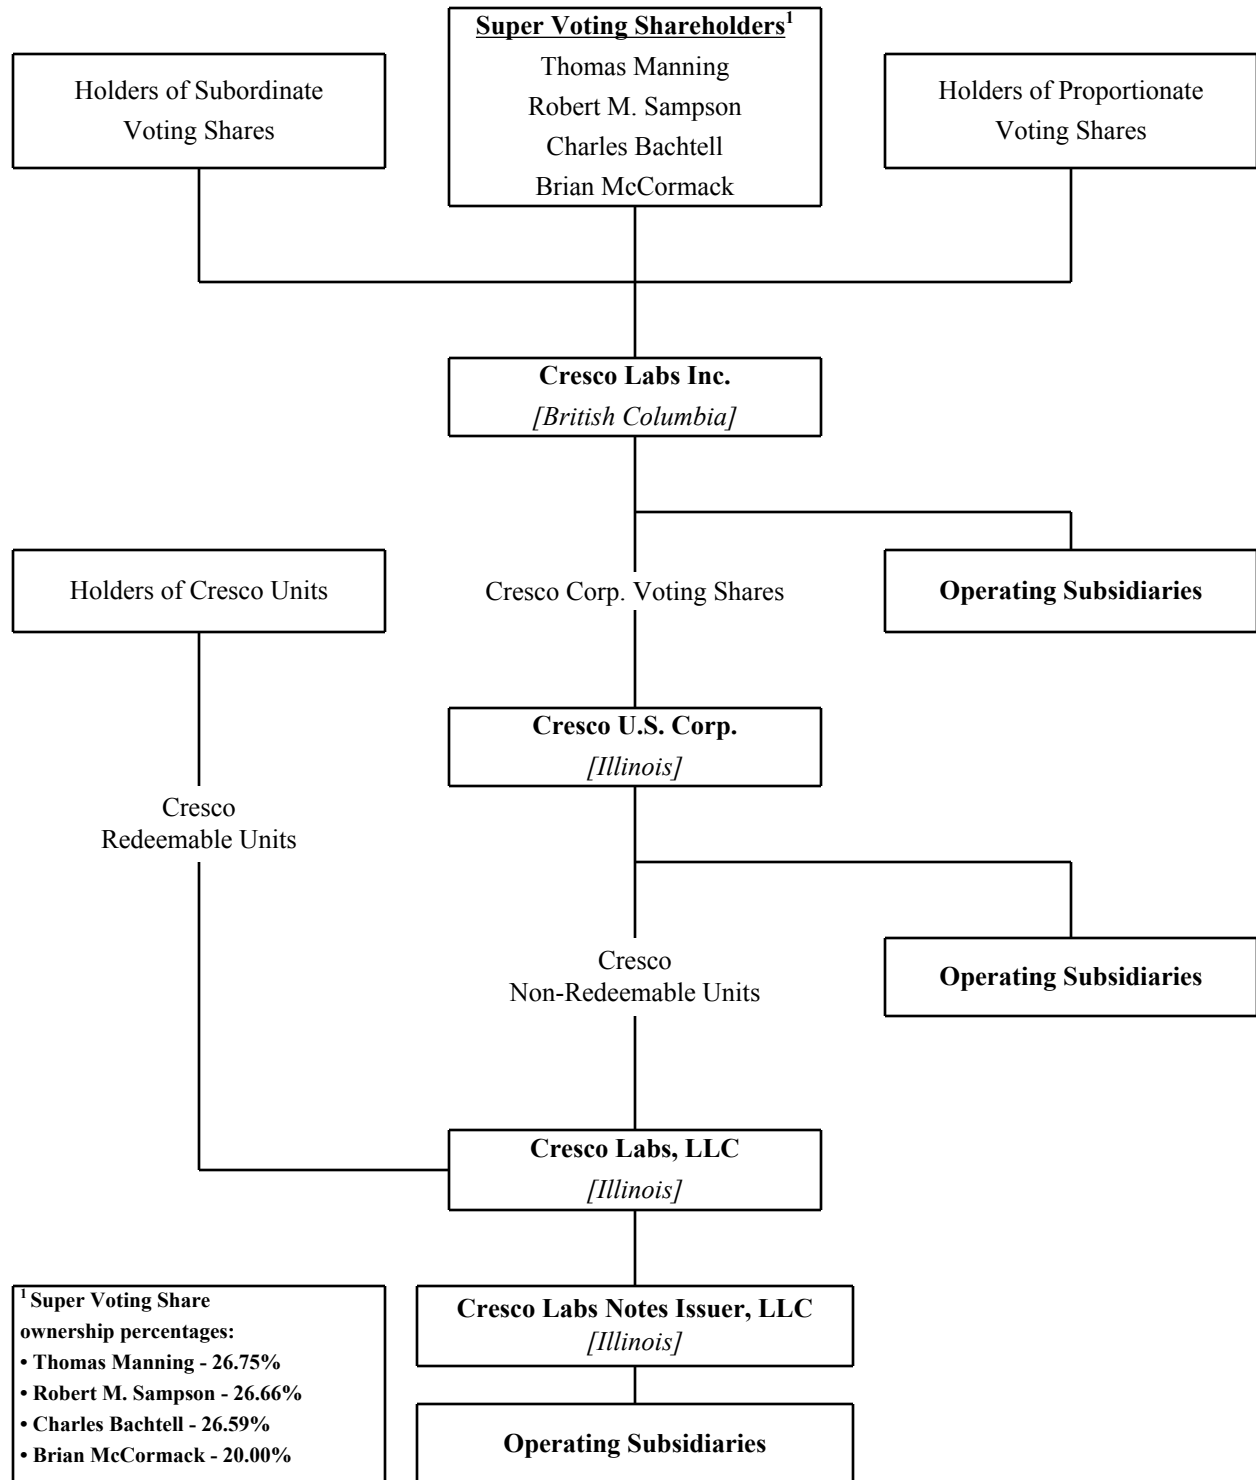 Super Voting Shareholders1
Thomas Manning
Robert M. Sampson
Charles Bachtell
Brian McCormack
Holders of Subordinate
Voting Shares
Holders of Proportionate
Voting Shares
Cresco Labs Inc.
[British Columbia]
Holders of Cresco Units
Cresco Corp. Voting Shares
Operating Subsidiaries
Cresco U.S. Corp.
[Illinois]
Cresco
Redeemable Units
Cresco
Non-Redeemable Units
Operating Subsidiaries
Cresco Labs, LLC
[Illinois]
1 Super Voting Share
ownership percentages:
• Thomas Manning - 26.75%
• Robert M. Sampson - 26.66%
• Charles Bachtell - 26.59%
• Brian McCormack - 20.00%
Cresco Labs Notes Issuer, LLC
[Illinois]
Operating Subsidiaries